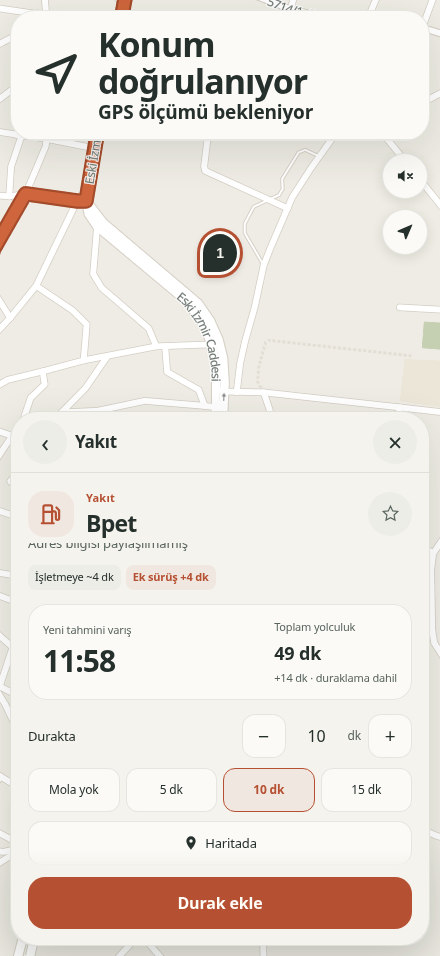 Konum
doğrulanıyor
GPS ölçümü bekleniyor
Eski İzm
1
Eski İzmir Caddesi
‹ Yakıt ✕
Yakıt
Bpet
Adres bilgisi paylaşılmamış
İşletmeye ~4 dk Ek sürüş +4 dk
Yeni tahmini varış
11:58
Toplam yolculuk
49 dk
+14 dk · duraklama dahil
Durakta − 10 dk +
Mola yok 5 dk 10 dk 15 dk
Haritada
Durak ekle